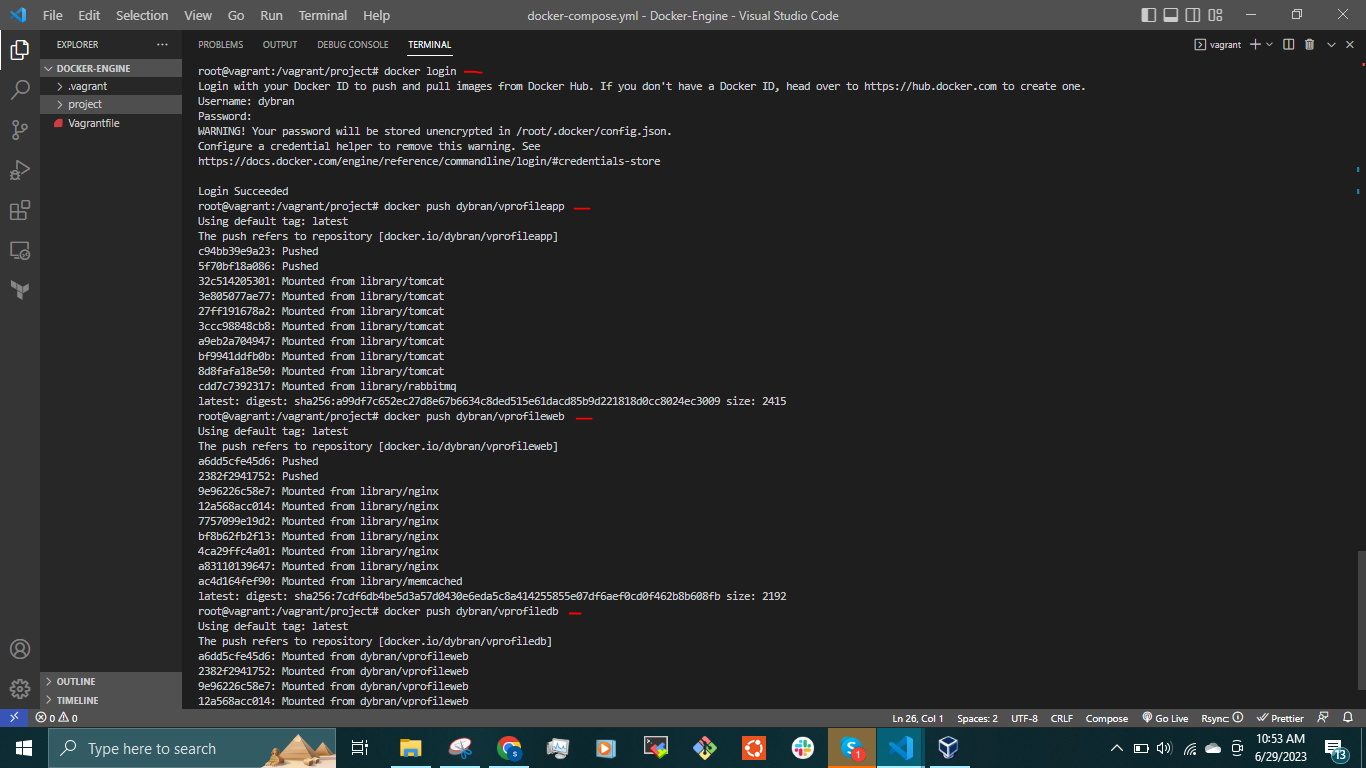 File Edit Selection View Go Run Terminal Help docker-compose.yml - Docker-Engine - Visual Studio Code
EXPLORER ··· PROBLEMS OUTPUT DEBUG CONSOLE TERMINAL vagrant
DOCKER-ENGINE
.vagrant
project
Vagrantfile
root@vagrant:/vagrant/project# docker login
Login with your Docker ID to push and pull images from Docker Hub. If you don't have a Docker ID, head over to https://hub.docker.com to create one.
Username: dybran
Password:
WARNING! Your password will be stored unencrypted in /root/.docker/config.json.
Configure a credential helper to remove this warning. See
https://docs.docker.com/engine/reference/commandline/login/#credentials-store
Login Succeeded
root@vagrant:/vagrant/project# docker push dybran/vprofileapp
Using default tag: latest
The push refers to repository [docker.io/dybran/vprofileapp]
c94bb39e9a23: Pushed
5f70bf18a086: Pushed
32c514205301: Mounted from library/tomcat
3e805077ae77: Mounted from library/tomcat
27ff191678a2: Mounted from library/tomcat
3ccc98848cb8: Mounted from library/tomcat
a9eb2a704947: Mounted from library/tomcat
bf9941ddfb0b: Mounted from library/tomcat
8d8fafa18e50: Mounted from library/tomcat
cdd7c7392317: Mounted from library/rabbitmq
latest: digest: sha256:a99df7c652ec27d8e67b6634c8ded515e61dacd85b9d221818d0cc8024ec3009 size: 2415
root@vagrant:/vagrant/project# docker push dybran/vprofileweb
Using default tag: latest
The push refers to repository [docker.io/dybran/vprofileweb]
a6dd5cfe45d6: Pushed
2382f2941752: Pushed
9e96226c58e7: Mounted from library/nginx
12a568acc014: Mounted from library/nginx
7757099e19d2: Mounted from library/nginx
bf8b62fb2f13: Mounted from library/nginx
4ca29ffc4a01: Mounted from library/nginx
a83110139647: Mounted from library/nginx
ac4d164fef90: Mounted from library/memcached
latest: digest: sha256:7cdf6db4be5d3a57d0430e6eda5c8a414255855e07df6aef0cd0f462b8b608fb size: 2192
root@vagrant:/vagrant/project# docker push dybran/vprofiledb
Using default tag: latest
The push refers to repository [docker.io/dybran/vprofiledb]
a6dd5cfe45d6: Mounted from dybran/vprofileweb
2382f2941752: Mounted from dybran/vprofileweb
9e96226c58e7: Mounted from dybran/vprofileweb
12a568acc014: Mounted from dybran/vprofileweb
OUTLINE
TIMELINE
0 0 Ln 26, Col 1 Spaces: 2 UTF-8 CRLF Compose Go Live Rsync: Prettier
Type here to search 1 10:53 AM
6/29/2023 13